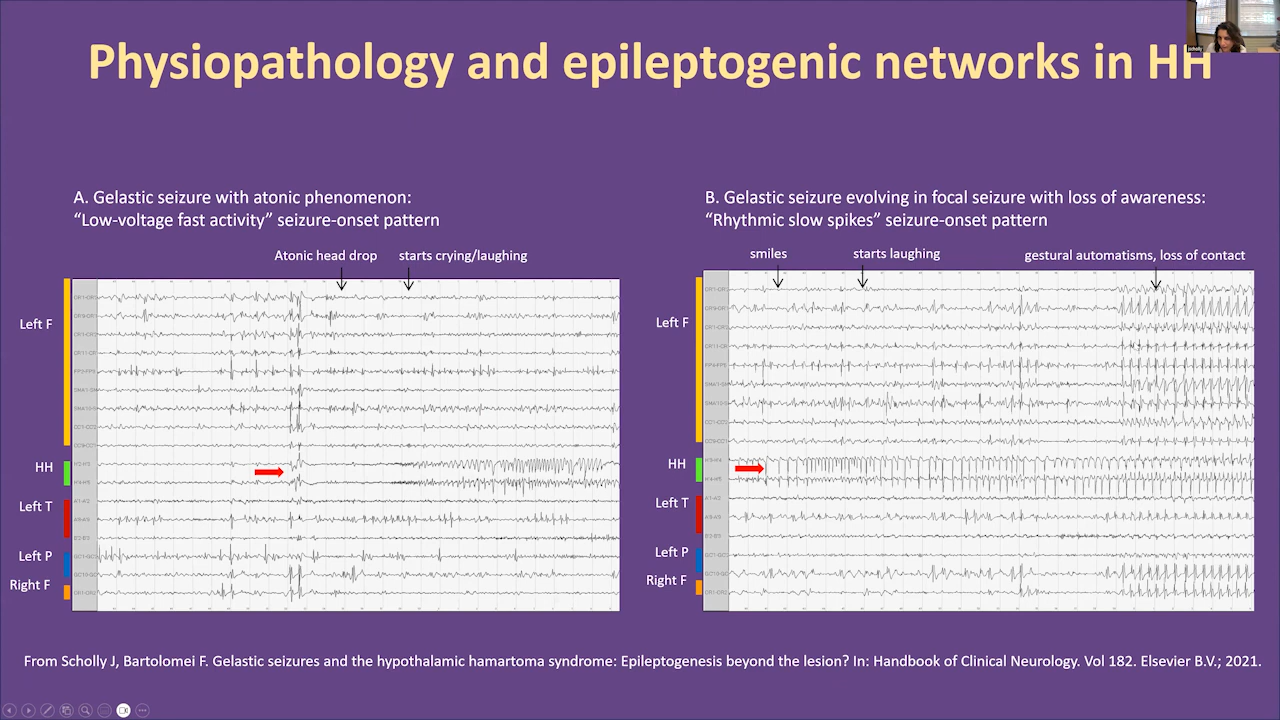 Physiopathology and epileptogenic networks in HH
A. Gelastic seizure with atonic phenomenon:
“Low-voltage fast activity” seizure-onset pattern
Atonic head drop
starts crying/laughing
Left F
HH
Left T
Left P
Right F
B. Gelastic seizure evolving in focal seizure with loss of awareness:
“Rhythmic slow spikes” seizure-onset pattern
smiles
starts laughing
gestural automatisms, loss of contact
Left F
HH
Left T
Left P
Right F
From Scholly J, Bartolomei F. Gelastic seizures and the hypothalamic hamartoma syndrome: Epileptogenesis beyond the lesion? In: Handbook of Clinical Neurology. Vol 182. Elsevier B.V.; 2021.